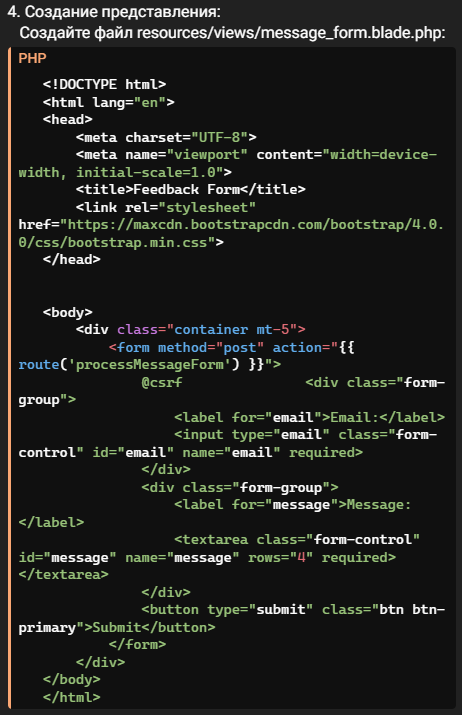 4. Создание представления:
Создайте файл resources/views/message_form.blade.php:
PHP
<!DOCTYPE html>
<html lang="en">
<head>
<meta charset="UTF-8">
<meta name="viewport" content="width=device-
width, initial-scale=1.0">
<title>Feedback Form</title>
<link rel="stylesheet"
href="https://maxcdn.bootstrapcdn.com/bootstrap/4.0.
0/css/bootstrap.min.css">
</head>
<body>
<div class="container mt-5">
<form method="post" action="{{
route('processMessageForm') }}">
@csrf <div class="form-
group">
<label for="email">Email:</label>
<input type="email" class="form-
control" id="email" name="email" required>
</div>
<div class="form-group">
<label for="message">Message:
</label>
<textarea class="form-control"
id="message" name="message" rows="4" required>
</textarea>
</div>
<button type="submit" class="btn btn-
primary">Submit</button>
</form>
</div>
</body>
</html>